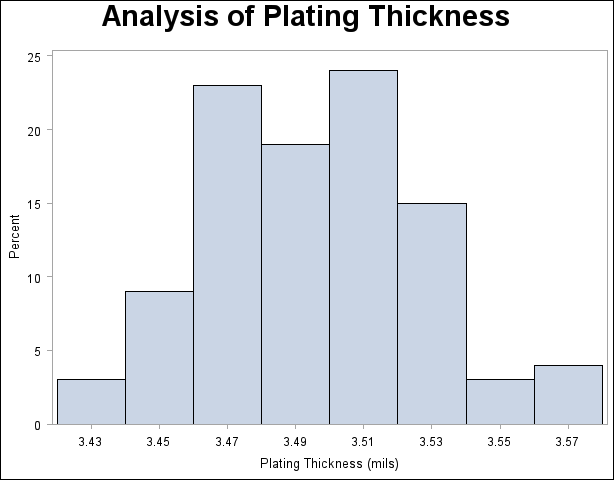 Analysis of Plating Thickness
25
20
15
10
5
0
Percent
3.43 3.45 3.47 3.49 3.51 3.53 3.55 3.57
Plating Thickness (mils)